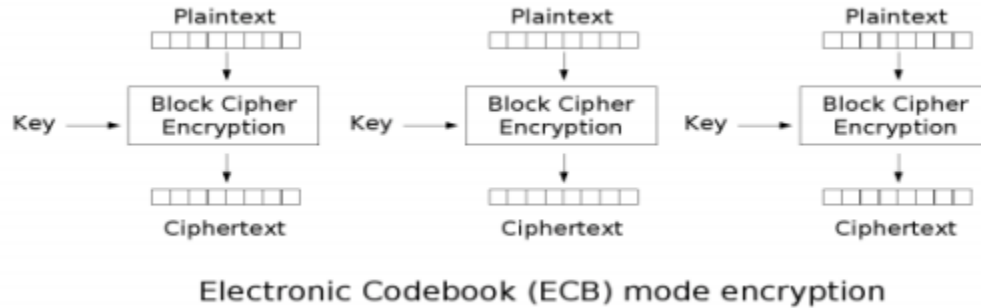 Plaintext Plaintext Plaintext
Block Cipher Block Cipher Block Cipher
Key Encryption Key Encryption Key Encryption
Ciphertext Ciphertext Ciphertext
Electronic Codebook (ECB) mode encryption